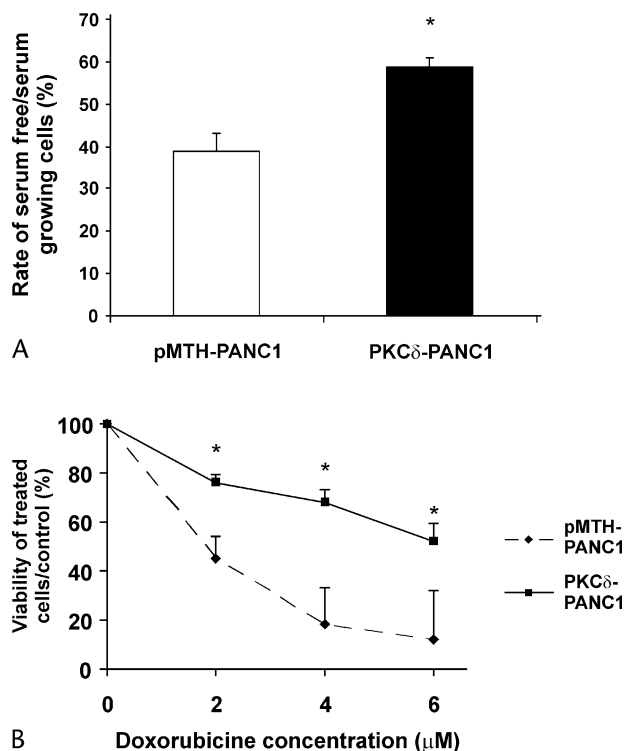 70
60
50
40
30
20
10
0
Rate of serum free/serum
growing cells (%)
*
pMTH-PANC1
PKCδ-PANC1
A
100
80
60
40
20
0
Viability of treated
cells/control (%)
*
*
*
0
2
4
6
Doxorubicine concentration (μM)
pMTH-
PANC1
PKCδ-
PANC1
B